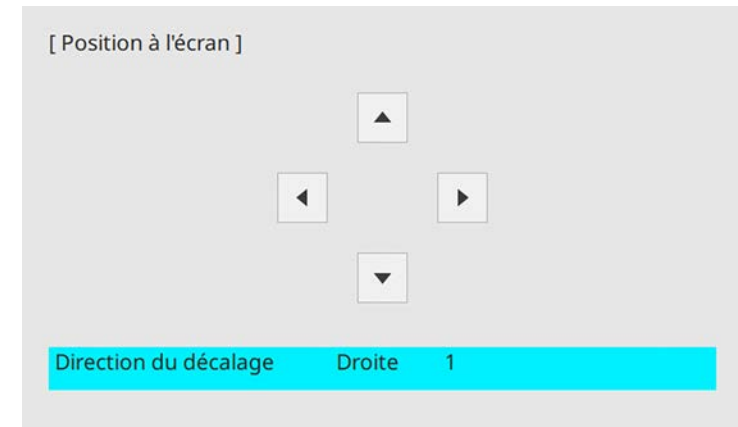 [ Position à l'écran ]
Direction du décalage Droite 1